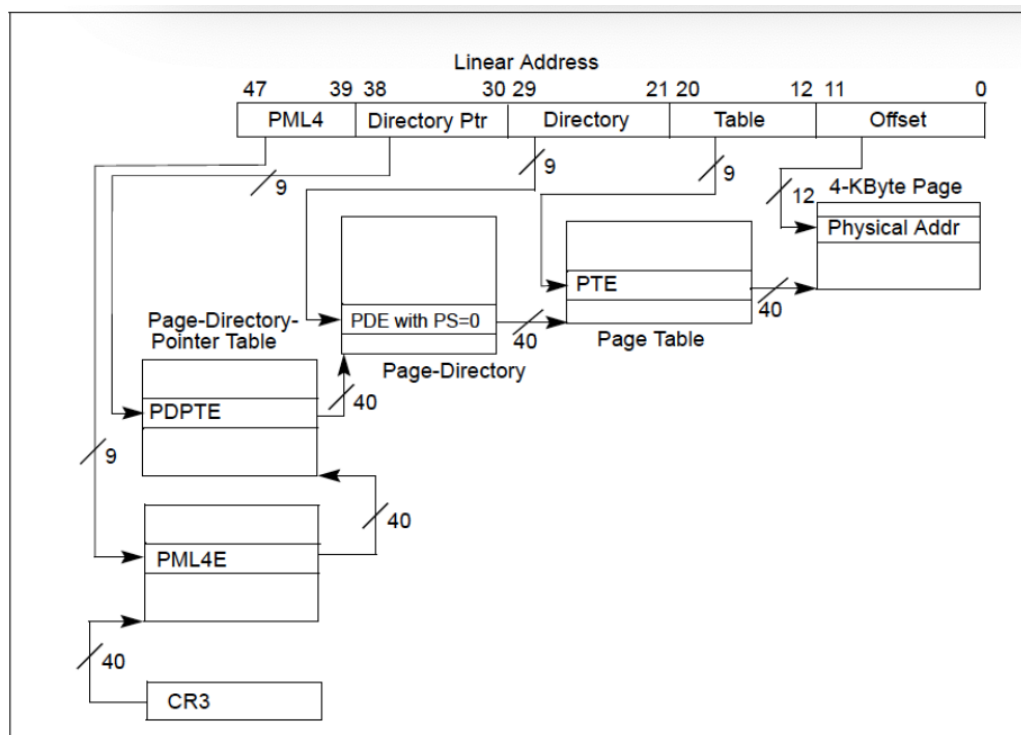 Linear Address
47 39 38 30 29 21 20 12 11 0
PML4 Directory Ptr Directory Table Offset
9 9 9 12 4-KByte Page
Physical Addr
PTE
40
PDE with PS=0
40
Page Table
Page-Directory-
Pointer Table
Page-Directory
40
PDPTE
9
40
PML4E
40
CR3